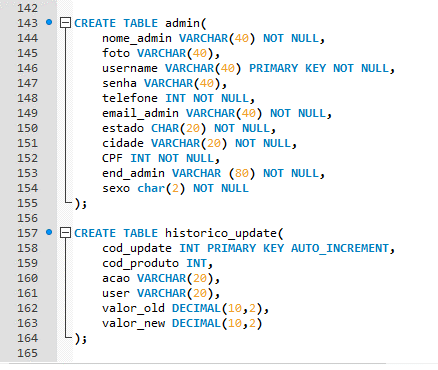 142
143 CREATE TABLE admin(
144 nome_admin VARCHAR(40) NOT NULL,
145 foto VARCHAR(40),
146 username VARCHAR(40) PRIMARY KEY NOT NULL,
147 senha VARCHAR(40),
148 telefone INT NOT NULL,
149 email_admin VARCHAR(40) NOT NULL,
150 estado CHAR(20) NOT NULL,
151 cidade VARCHAR(20) NOT NULL,
152 CPF INT NOT NULL,
153 end_admin VARCHAR (80) NOT NULL,
154 sexo char(2) NOT NULL
155 );
156
157 CREATE TABLE historico_update(
158 cod_update INT PRIMARY KEY AUTO_INCREMENT,
159 cod_produto INT,
160 acao VARCHAR(20),
161 user VARCHAR(20),
162 valor_old DECIMAL(10,2),
163 valor_new DECIMAL(10,2)
164 );
165